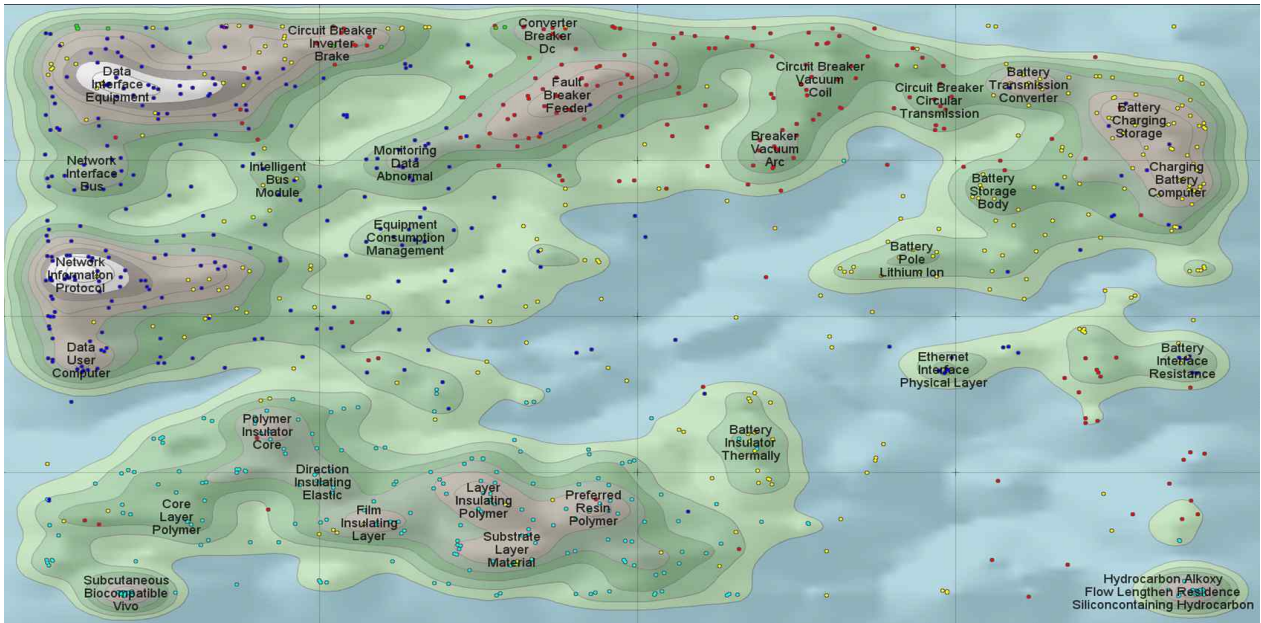 Circuit Breaker
Inverter
Brake
Converter
Breaker
Dc
Data
Interface
Equipment
Fault
Breaker
Feeder
Circuit Breaker
Vacuum
Coil
Circuit Breaker
Circular
Transmission
Battery
Transmission
Converter
Battery
Charging
Storage
Network
Interface
Bus
Intelligent
Bus
Module
Monitoring
Data
Abnormal
Breaker
Vacuum
Arc
Battery
Storage
Body
Charging
Battery
Computer
Equipment
Consumption
Management
Battery
Pole
Lithium Ion
Network
Information
Protocol
Data
User
Computer
Ethernet
Interface
Physical Layer
Battery
Interface
Resistance
Polymer
Insulator
Core
Battery
Insulator
Thermally
Direction
Insulating
Elastic
Core
Layer
Polymer
Film
Insulating
Layer
Layer
Insulating
Polymer
Preferred
Resin
Polymer
Substrate
Layer
Material
Subcutaneous
Biocompatible
Vivo
Hydrocarbon Alkoxy
Flow Lengthen Residence
Siliconcontaining Hydrocarbon